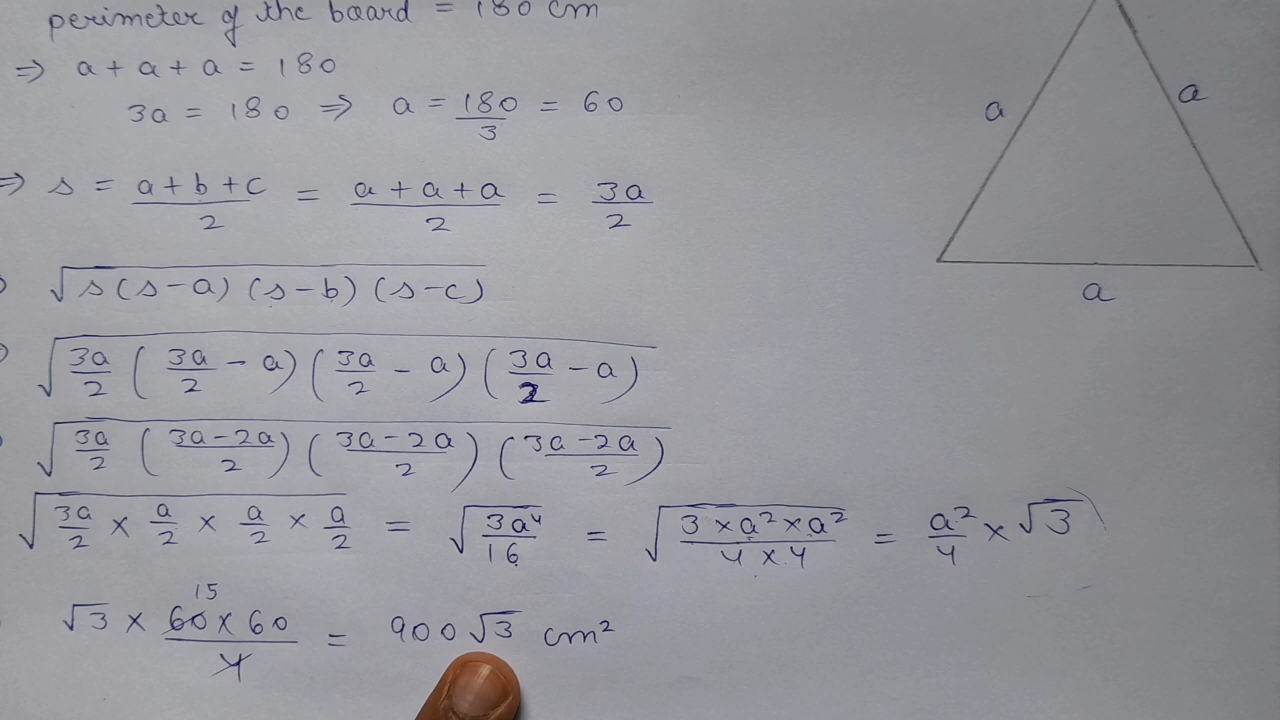 perimeter of the board = 180 cm
⇒ a + a + a = 180
3a = 180 ⇒ a = 180/3 = 60
⇒ s = (a+b+c)/2 = (a+a+a)/2 = 3a/2
√(s(s-a)(s-b)(s-c))
√(3a/2 (3a/2 - a)(3a/2 - a)(3a/2 - a))
√(3a/2 ((3a-2a)/2)((3a-2a)/2)((3a-2a)/2))
√(3a/2 × a/2 × a/2 × a/2) = √(3a⁴/16) = √((3×a²×a²)/(4×4)) = a²/4 × √3
15
√3 × (60×60)/4 = 900√3 cm²
a
a
a